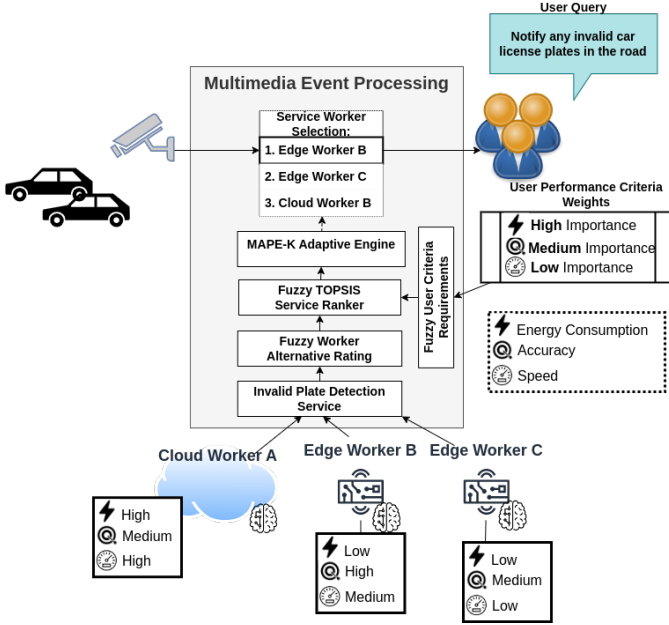 User Query
Notify any invalid car
license plates in the road
Multimedia Event Processing
Service Worker
Selection:
1. Edge Worker B
2. Edge Worker C
3. Cloud Worker B
User Performance Criteria
Weights
High Importance
Medium Importance
Low Importance
MAPE-K Adaptive Engine
Fuzzy TOPSIS
Service Ranker
Fuzzy User Criteria
Requirements
Fuzzy Worker
Alternative Rating
Invalid Plate Detection
Service
Energy Consumption
Accuracy
Speed
Cloud Worker A
Edge Worker B
Edge Worker C
High
Medium
High
Low
High
Medium
Low
Medium
Low